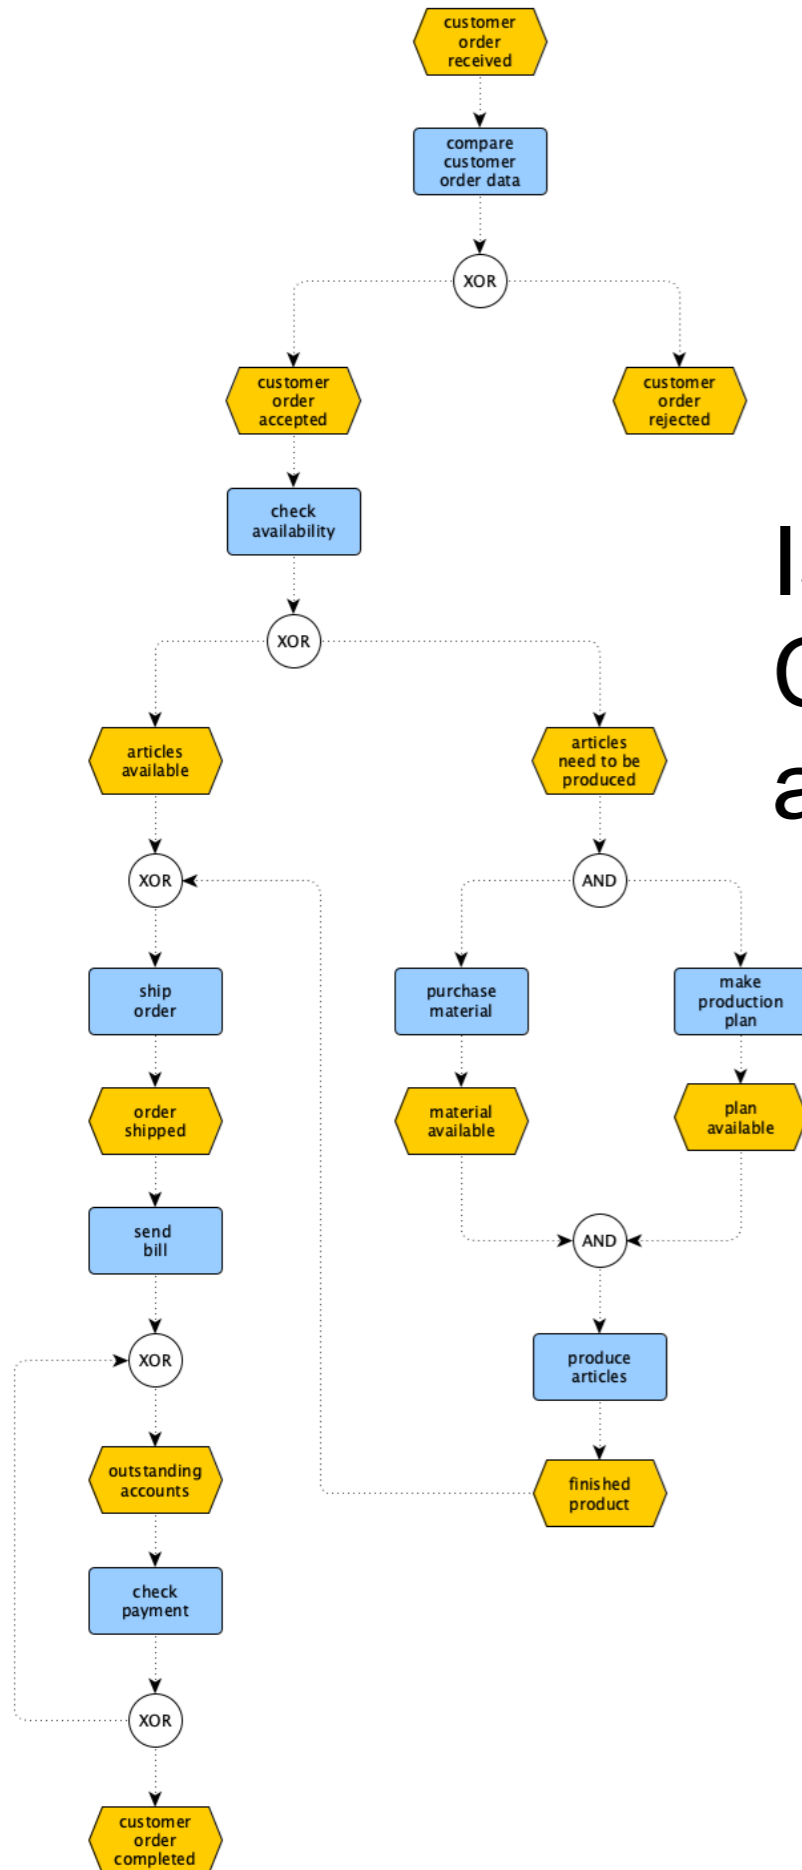 customer
order
received
compare
customer
order data
XOR
customer
order
accepted
customer
order
rejected
check
availability
XOR
articles
available
articles
need to be
produced
XOR
AND
ship
order
purchase
material
make
production
plan
order
shipped
material
available
plan
available
send
bill
AND
XOR
produce
articles
outstanding
accounts
finished
product
check
payment
XOR
customer
order
completed